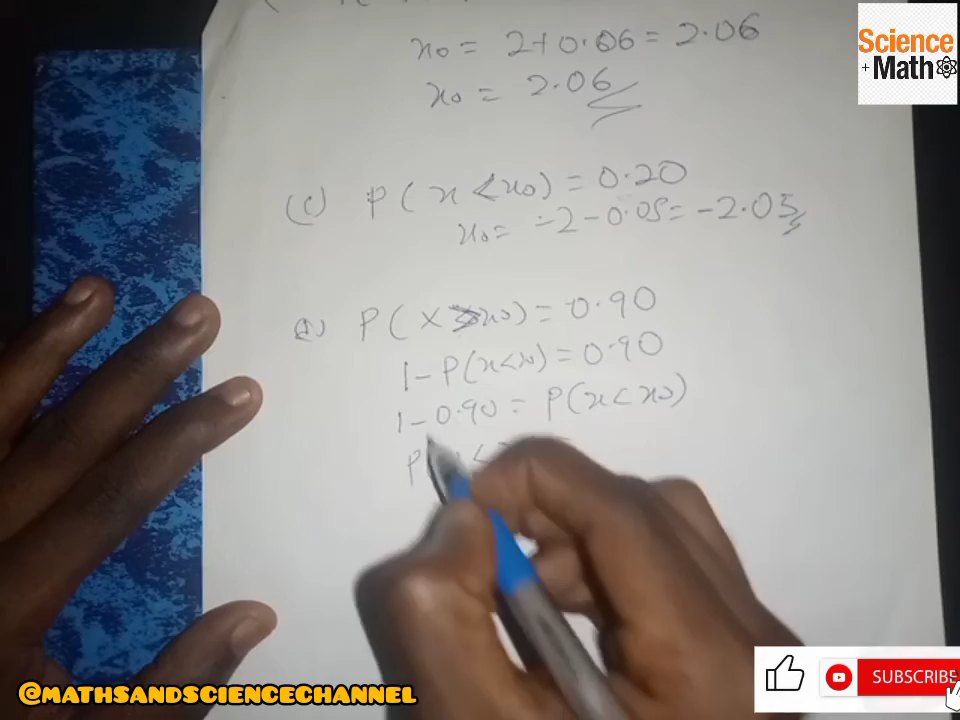 x₀ = 2+0.06 = 2.06
x₀ = 2.06
Science
+ Math
(c) P(x < x₀) = 0.20
x₀ = -2 - 0.05 = -2.05
P(X > x₀) = 0.90
1 - P(x < x₀) = 0.90
1 - 0.90 = P(x < x₀)
P( <
@MATHSANDSCIENCECHANNEL
SUBSCRIBE